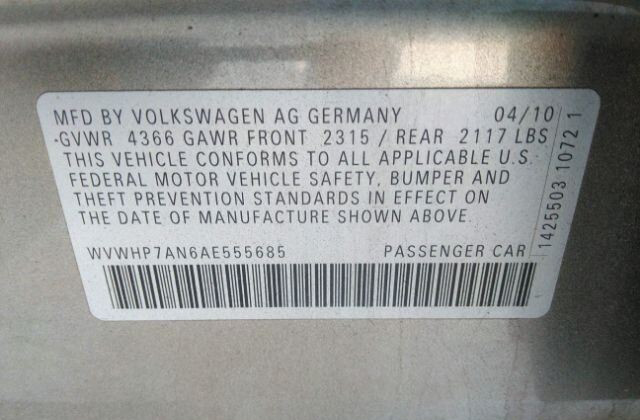 MFD BY VOLKSWAGEN AG GERMANY 04/10
-GVWR 4366 GAWR FRONT 2315 / REAR 2117 LBS
THIS VEHICLE CONFORMS TO ALL APPLICABLE U.S.
FEDERAL MOTOR VEHICLE SAFETY, BUMPER AND
THEFT PREVENTION STANDARDS IN EFFECT ON
THE DATE OF MANUFACTURE SHOWN ABOVE.
WVWHP7AN6AE555685 PASSENGER CAR
1425503 1072 1